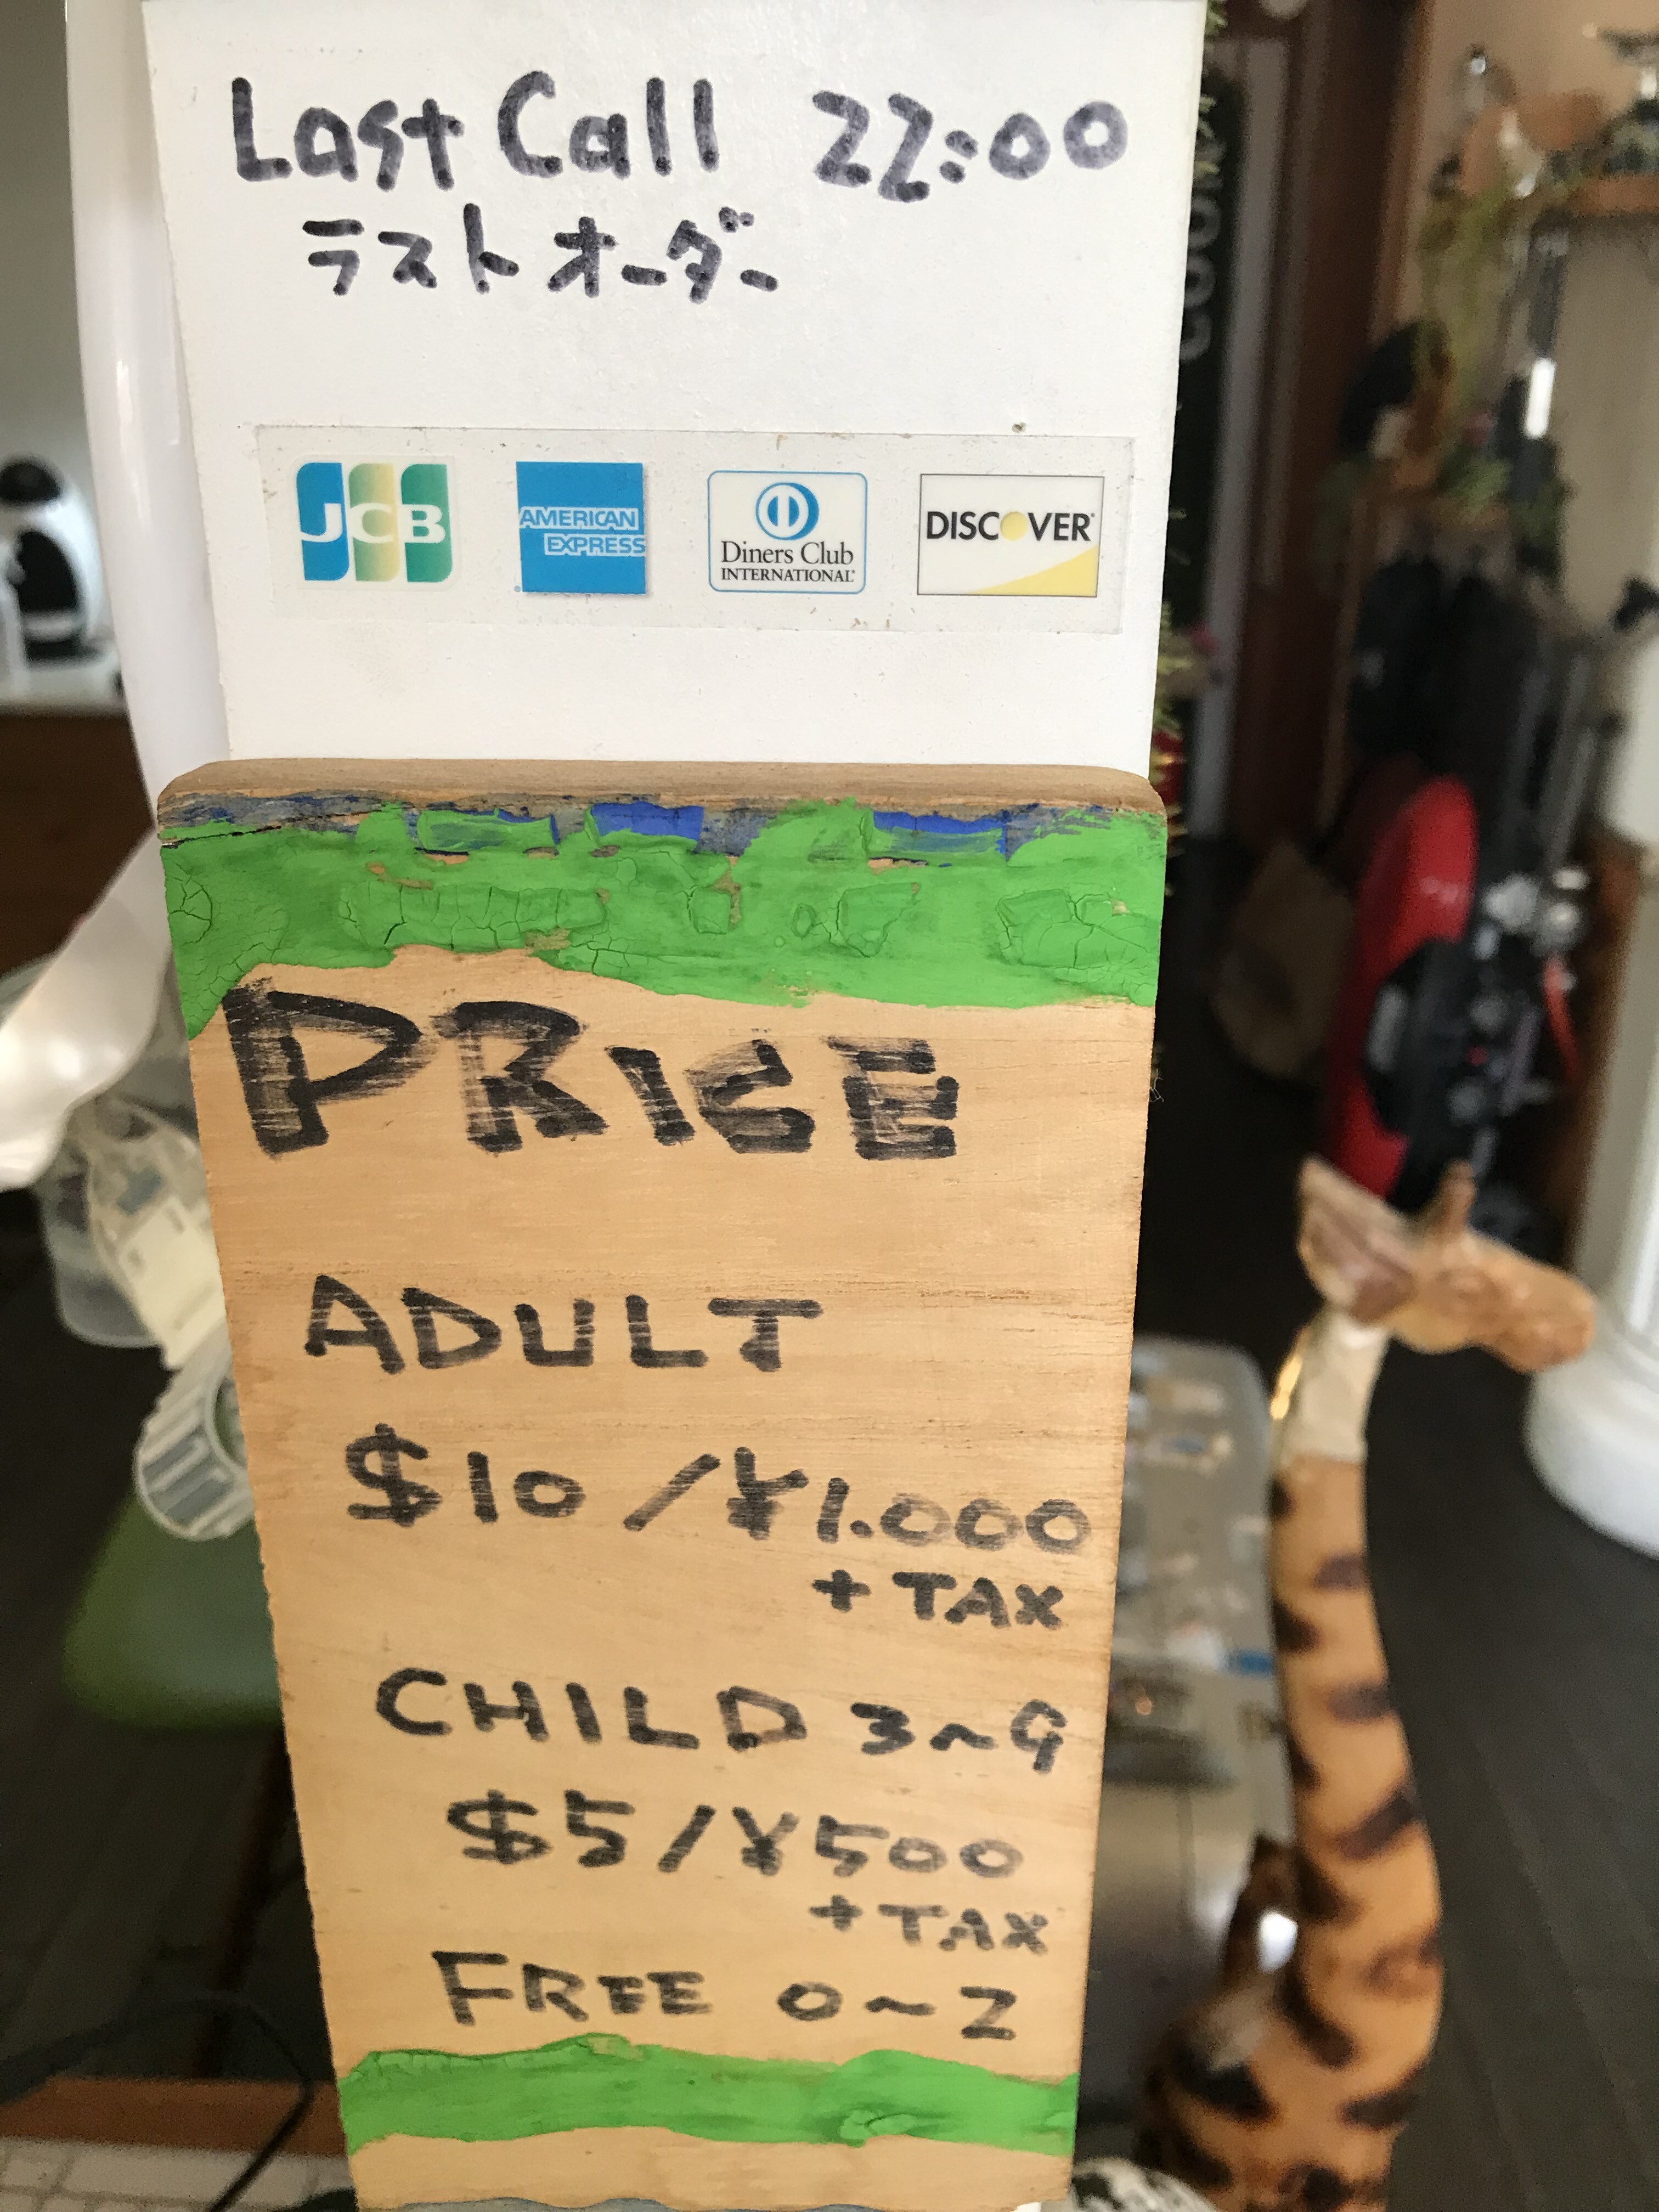 Last Call 22:00
ラスト オーダー
JCB
AMERICAN
EXPRESS
Diners Club
INTERNATIONAL®
DISCOVER®
PRICE
ADULT
$10/¥1.000
+TAX
CHILD 3~9
$5/¥500
+TAX
FREE 0~2